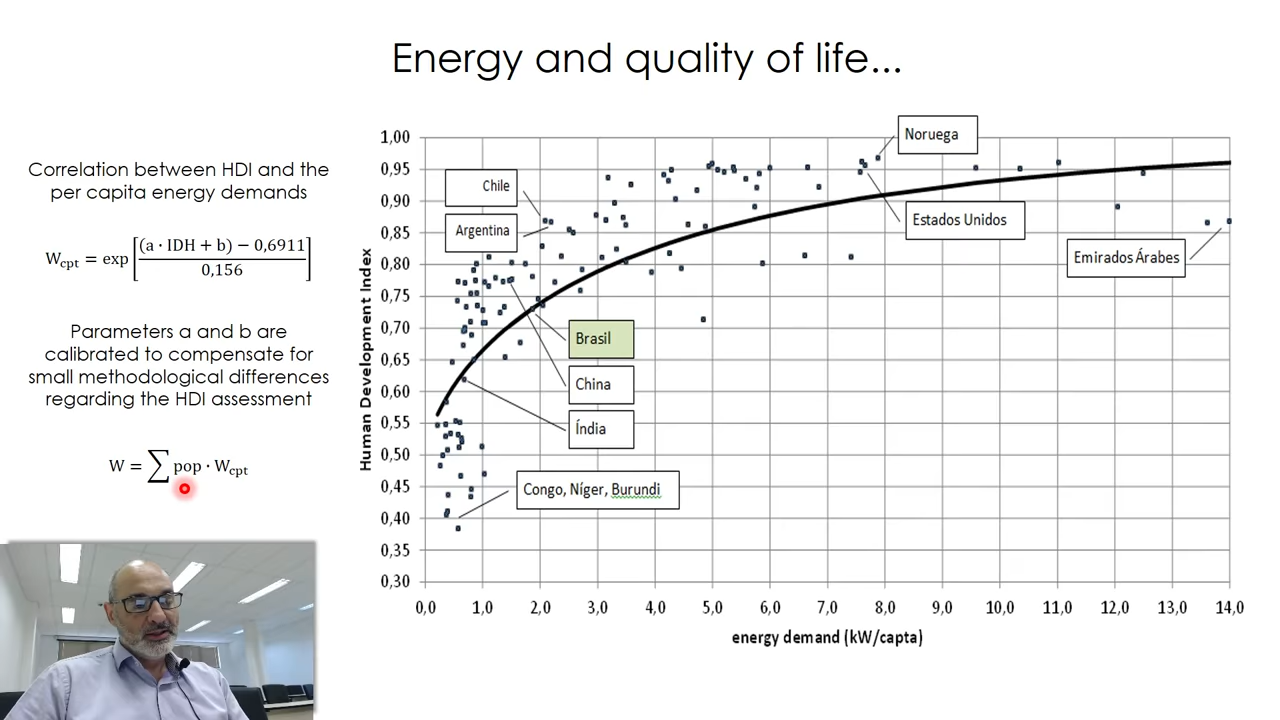 Energy and quality of life...
Correlation between HDI and the
per capita energy demands
W_cpt = exp [ (a · IDH + b) − 0,6911 / 0,156 ]
Parameters a and b are
calibrated to compensate for
small methodological differences
regarding the HDI assessment
W = ∑ pop · W_cpt
Human Development Index
1,00
0,95
0,90
0,85
0,80
0,75
0,70
0,65
0,60
0,55
0,50
0,45
0,40
0,35
0,30
Noruega
Chile
Argentina
Estados Unidos
Emirados Árabes
Brasil
China
Índia
Congo, Níger, Burundi
0,0 1,0 2,0 3,0 4,0 5,0 6,0 7,0 8,0 9,0 10,0 11,0 12,0 13,0 14,0
energy demand (kW/capta)